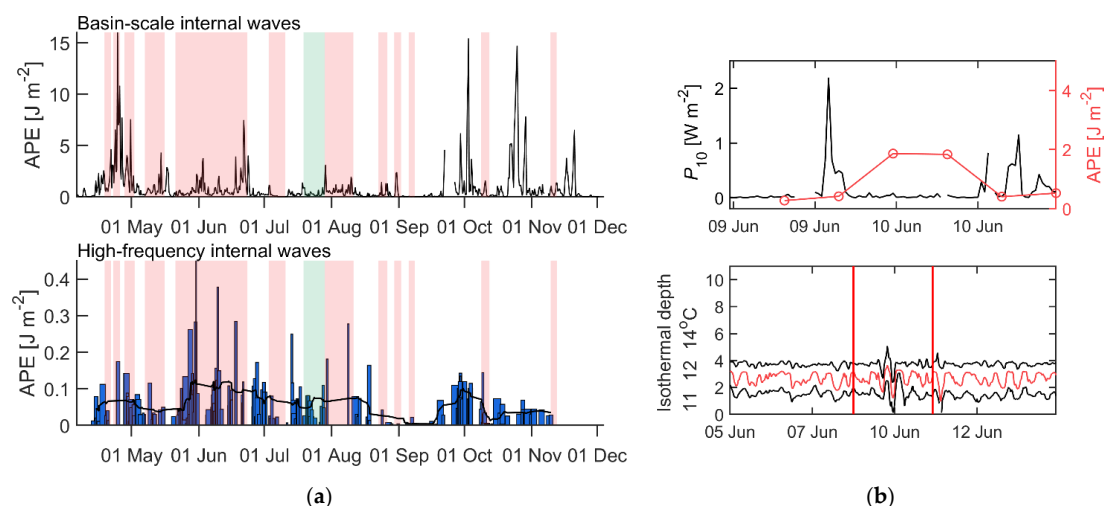 Basin-scale internal waves
APE [J m⁻²]
15
10
5
0
01 May 01 Jun 01 Jul 01 Aug 01 Sep 01 Oct 01 Nov 01 Dec
High-frequency internal waves
APE [J m⁻²]
0.4
0.3
0.2
0.1
0
01 May 01 Jun 01 Jul 01 Aug 01 Sep 01 Oct 01 Nov 01 Dec
(a)
P₁₀ [W m⁻²]
2
1
0
4
2
0
APE [J m⁻²]
09 Jun 09 Jun 10 Jun 10 Jun
Isothermal depth
11 12 14°C
10
8
6
4
2
0
05 Jun 07 Jun 10 Jun 12 Jun
(b)